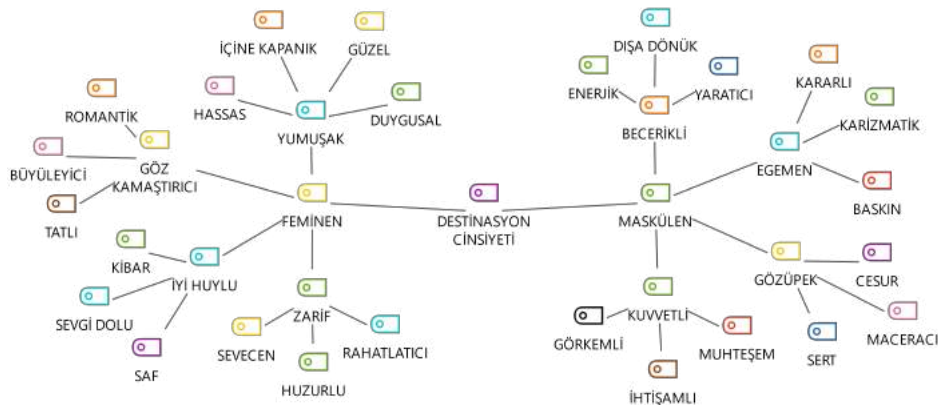 İÇİNE KAPANIK
GÜZEL
HASSAS
DUYGUSAL
YUMUŞAK
ROMANTİK
BÜYÜLEYİCİ
GÖZ
KAMAŞTIRICI
TATLI
FEMİNEN
KİBAR
İYİ HUYLU
SEVGİ DOLU
SAF
ZARİF
SEVECEN
RAHATLATICI
HUZURLU
DESTİNASYON
CİNSİYETİ
DIŞA DÖNÜK
ENERJİK
YARATICI
BECERİKLİ
KARARLI
KARİZMATİK
EGEMEN
BASKIN
MASKÜLEN
GÖZÜPEK
CESUR
MACERACI
SERT
KUVVETLİ
GÖRKEMLİ
MUHTEŞEM
İHTİŞAMLI